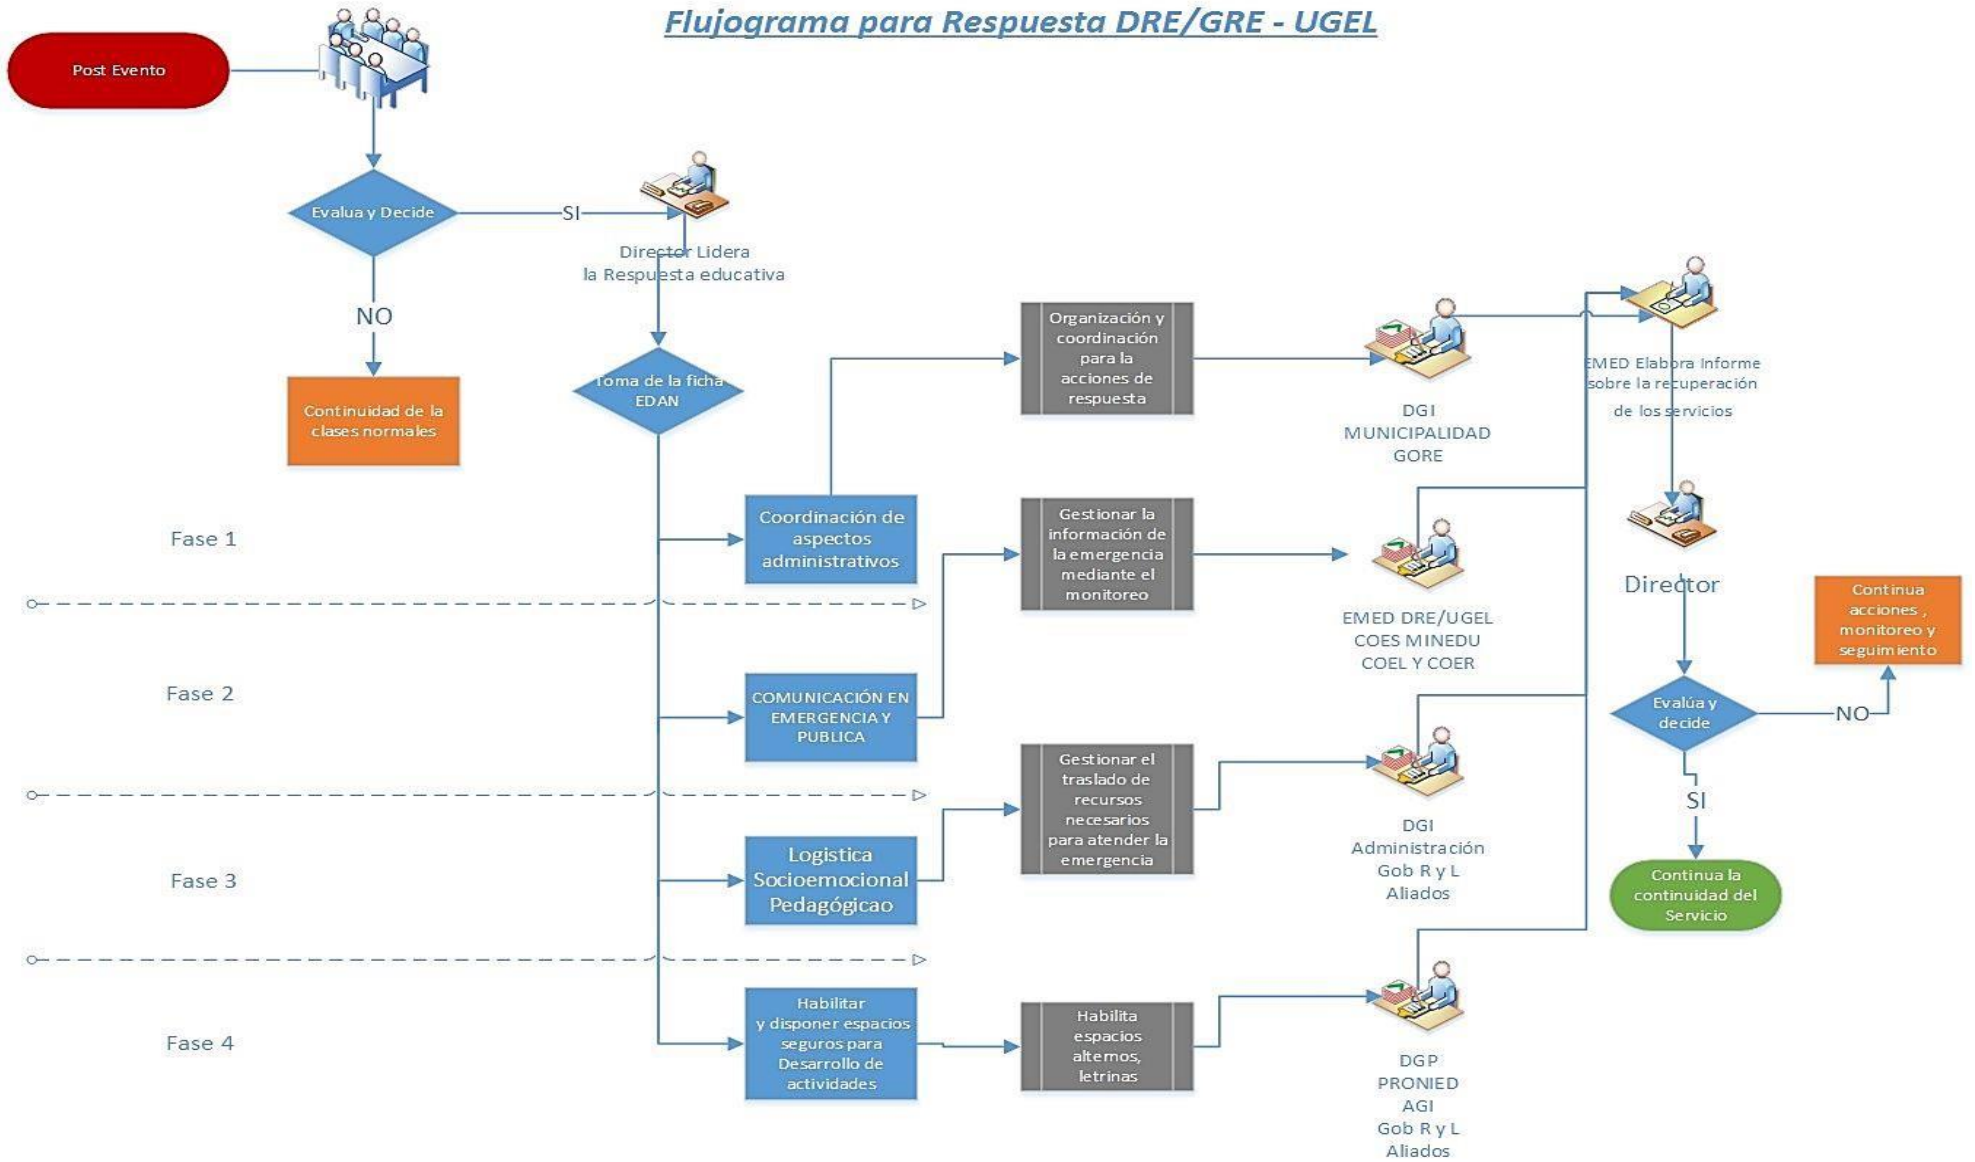 Flujograma para Respuesta DRE/GRE - UGEL
Post Evento
Evalua y Decide
SI
Director Lidera
la Respuesta educativa
NO
Continuidad de la
clases normales
Toma de la ficha
EDAN
Organización y
coordinación
para la
acciones de
respuesta
DGI
MUNICIPALIDAD
GORE
EMED Elabora Informe
sobre la recuperación
de los servicios
Fase 1
Coordinación de
aspectos
administrativos
Gestionar la
información de
la emergencia
mediante el
monitoreo
EMED DRE/UGEL
COES MINEDU
COEL Y COER
Director
Continua
acciones ,
monitoreo y
seguimiento
Fase 2
COMUNICACIÓN EN
EMERGENCIA Y
PUBLICA
Evalúa y
decide
NO
SI
Gestionar el
traslado de
recursos
necesarios
para atender la
emergencia
DGI
Administración
Gob R y L
Aliados
Fase 3
Logistica
Socioemocional
Pedagógicao
Continua la
continuidad del
Servicio
Fase 4
Habilitar
y disponer espacios
seguros para
Desarrollo de
actividades
Habilita
espacios
alternos,
letrinas
DGP
PRONIED
AGI
Gob R y L
Aliados